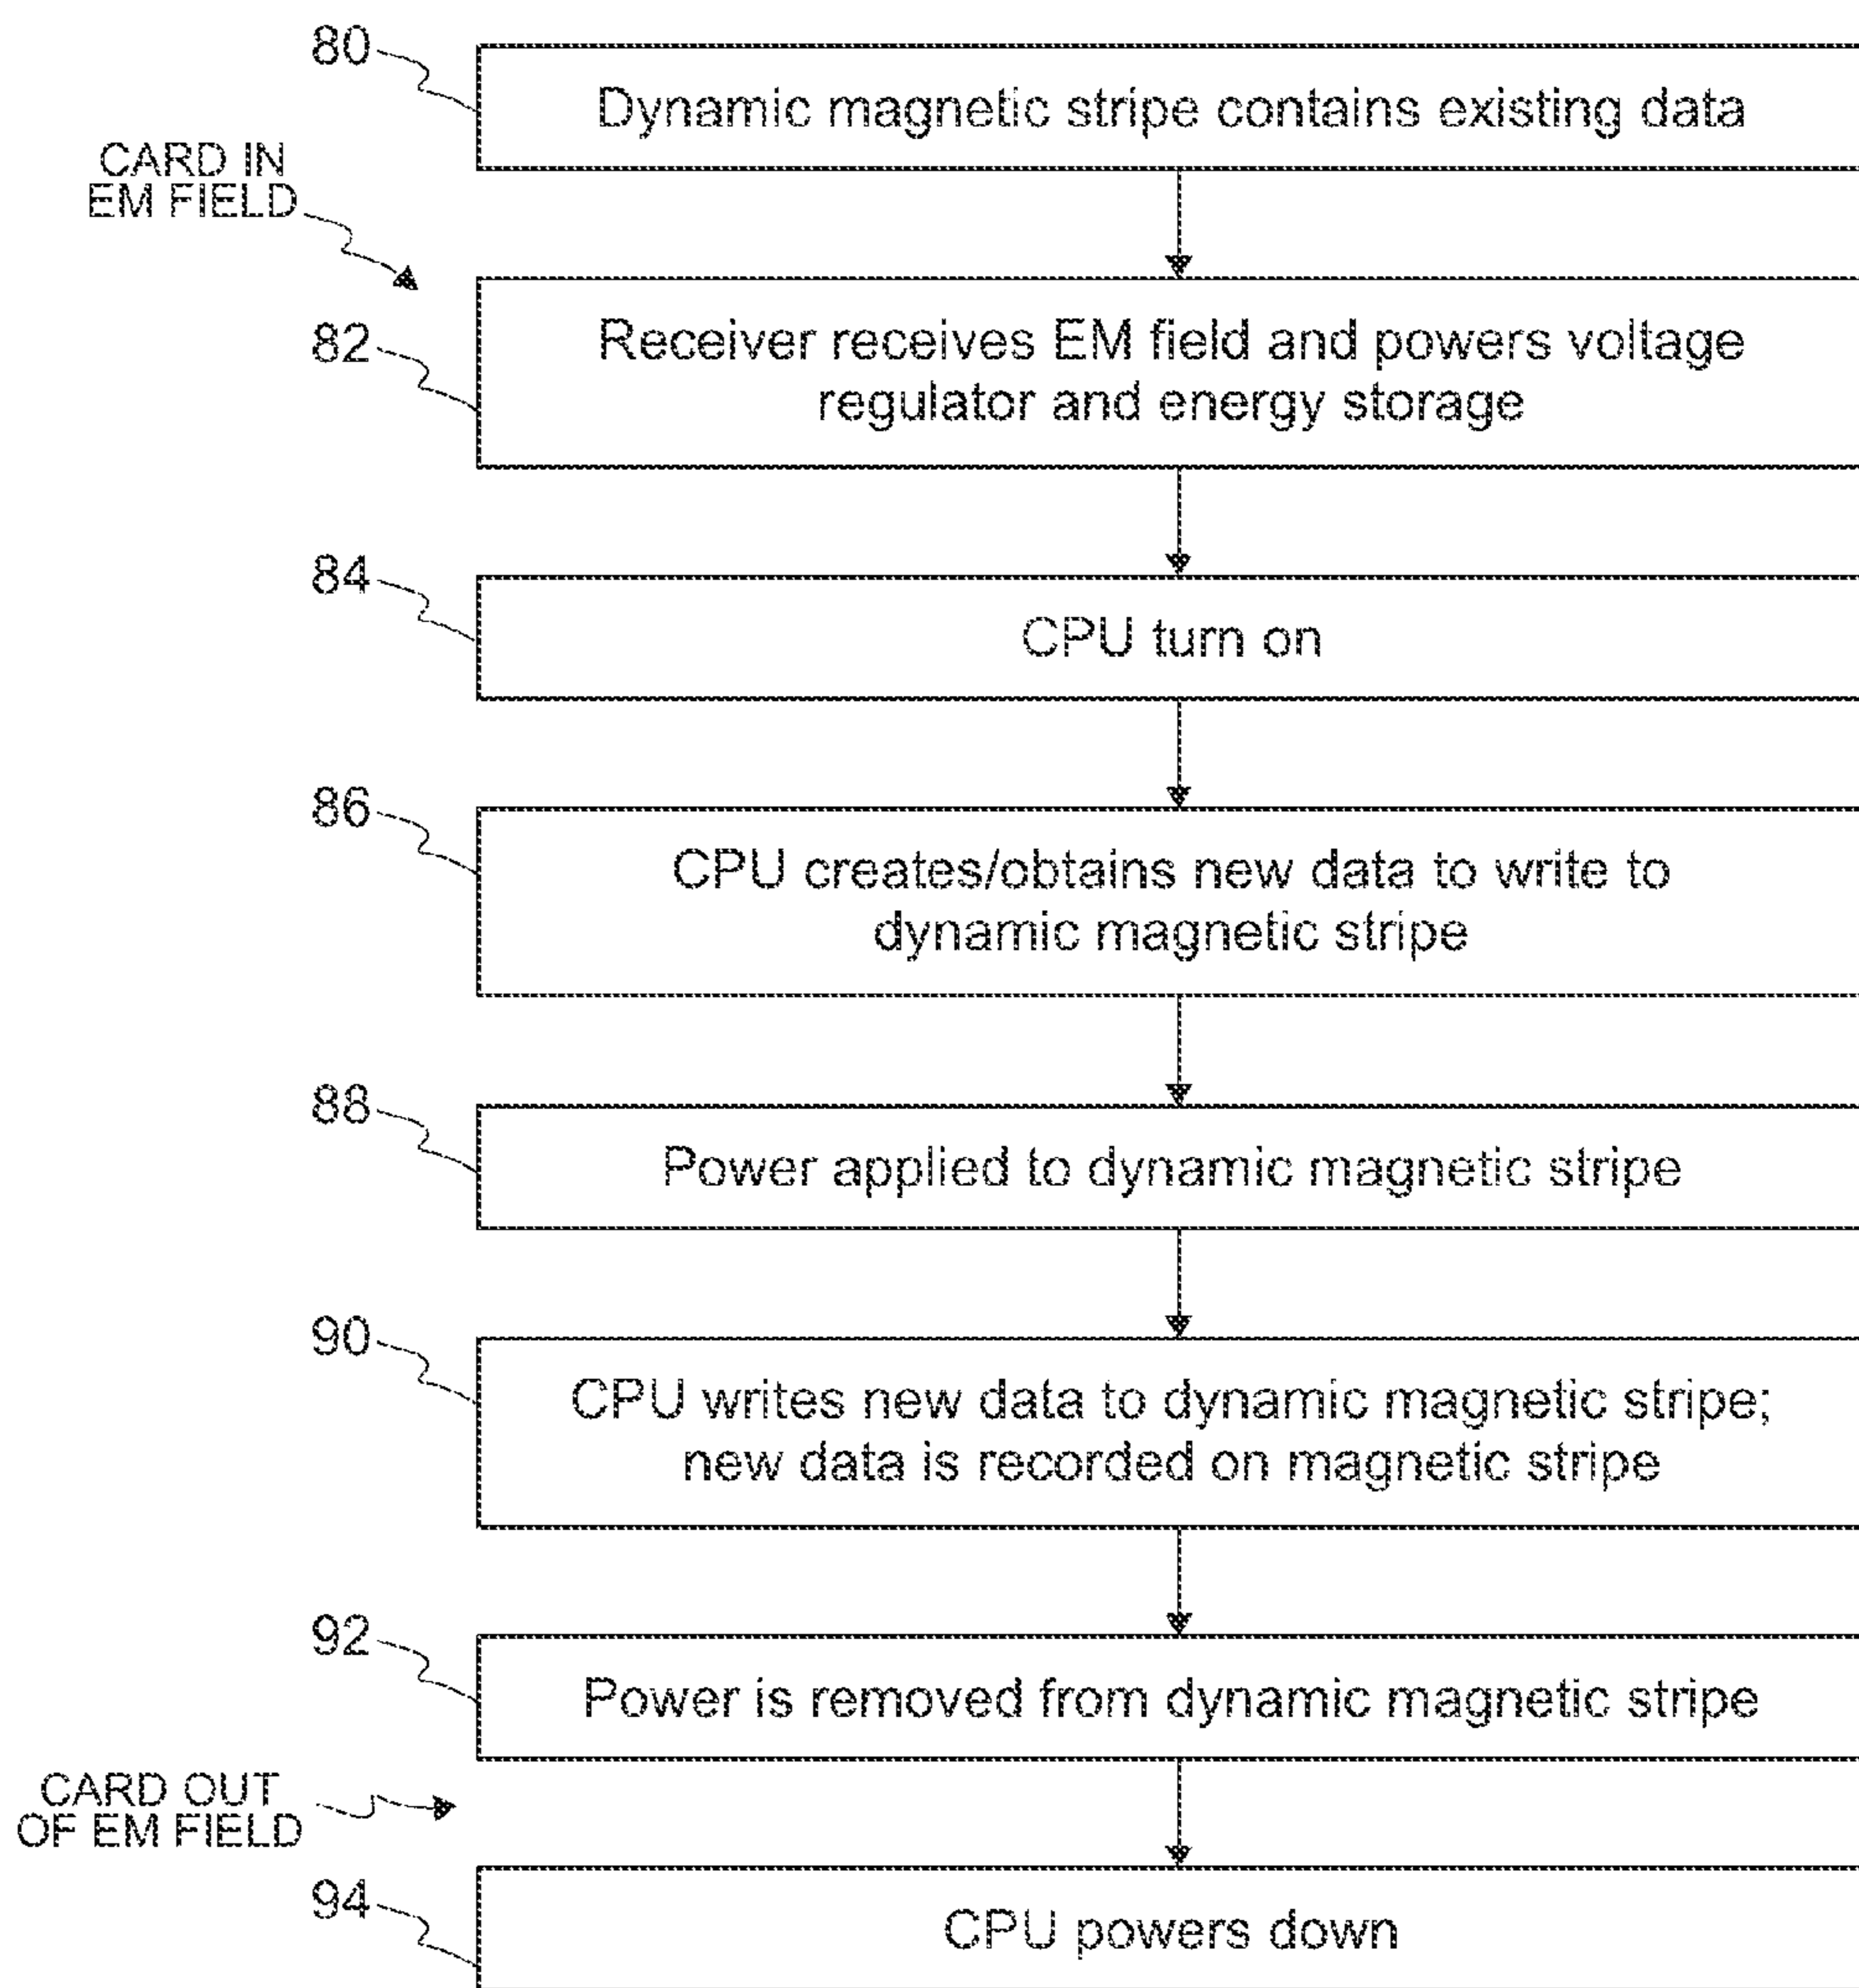 80
Dynamic magnetic stripe contains existing data
CARD IN
EM FIELD
82
Receiver receives EM field and powers voltage
regulator and energy storage
84
CPU turn on
86
CPU creates/obtains new data to write to
dynamic magnetic stripe
88
Power applied to dynamic magnetic stripe
90
CPU writes new data to dynamic magnetic stripe;
new data is recorded on magnetic stripe
92
Power is removed from dynamic magnetic stripe
CARD OUT
OF EM FIELD
94
CPU powers down